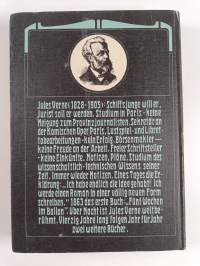 Jules Verne (1828-1905): Schiffsjunge will er,
Jurist soll er werden. Studium in Paris - keine
Neigung zum Provinzjournalisten. Sekretär an
der Komischen Oper Paris, Lustspiel- und Libret-
tobearbeitungen - kein Erfolg. Börsenmakler -
keine Freude an der Arbeit. Freier Schriftsteller
- keine Einkünfte. Notizen, Pläne. Studium des
wissenschaftlich-technischen Wissens seiner
Zeit. Immer wieder Notizen. Eines Tages die Er-
klärung: „Ich habe endlich die Idee gehabt! Ich
werde einen Roman in einer völlig neuen Form
schreiben.“ 1863 das erste Buch - „Fünf Wochen
im Ballon“. Über Nacht ist Jules Verne weltbe-
rühmt. Vierzig Jahre lang folgen Jahr für Jahr
zwei weitere Bücher.